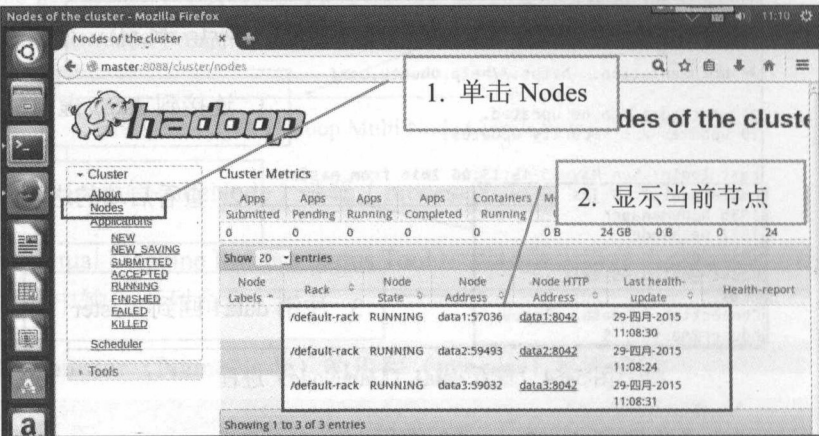 Nodes of the cluster - Mozilla Firefox
11:10
Nodes of the cluster
master:8088/cluster/nodes
1. 单击 Nodes
hadoop
des of the cluste
Cluster
About
Nodes
Applications
NEW
NEW_SAVING
SUBMITTED
ACCEPTED
RUNNING
FINISHED
FAILED
KILLED
Scheduler
Tools
Cluster Metrics
2. 显示当前节点
Apps Submitted Apps Pending Apps Running Apps Completed Containers Running
0 0 0 0 0 0 B 24 GB 0 B 0 24
Show 20 entries
Node Labels Rack Node State Node Address Node HTTP Address Last health-update Health-report
/default-rack RUNNING data1:57036 data1:8042 29-四月-2015
11:08:30
/default-rack RUNNING data2:59493 data2:8042 29-四月-2015
11:08:24
/default-rack RUNNING data3:59032 data3:8042 29-四月-2015
11:08:31
Showing 1 to 3 of 3 entries